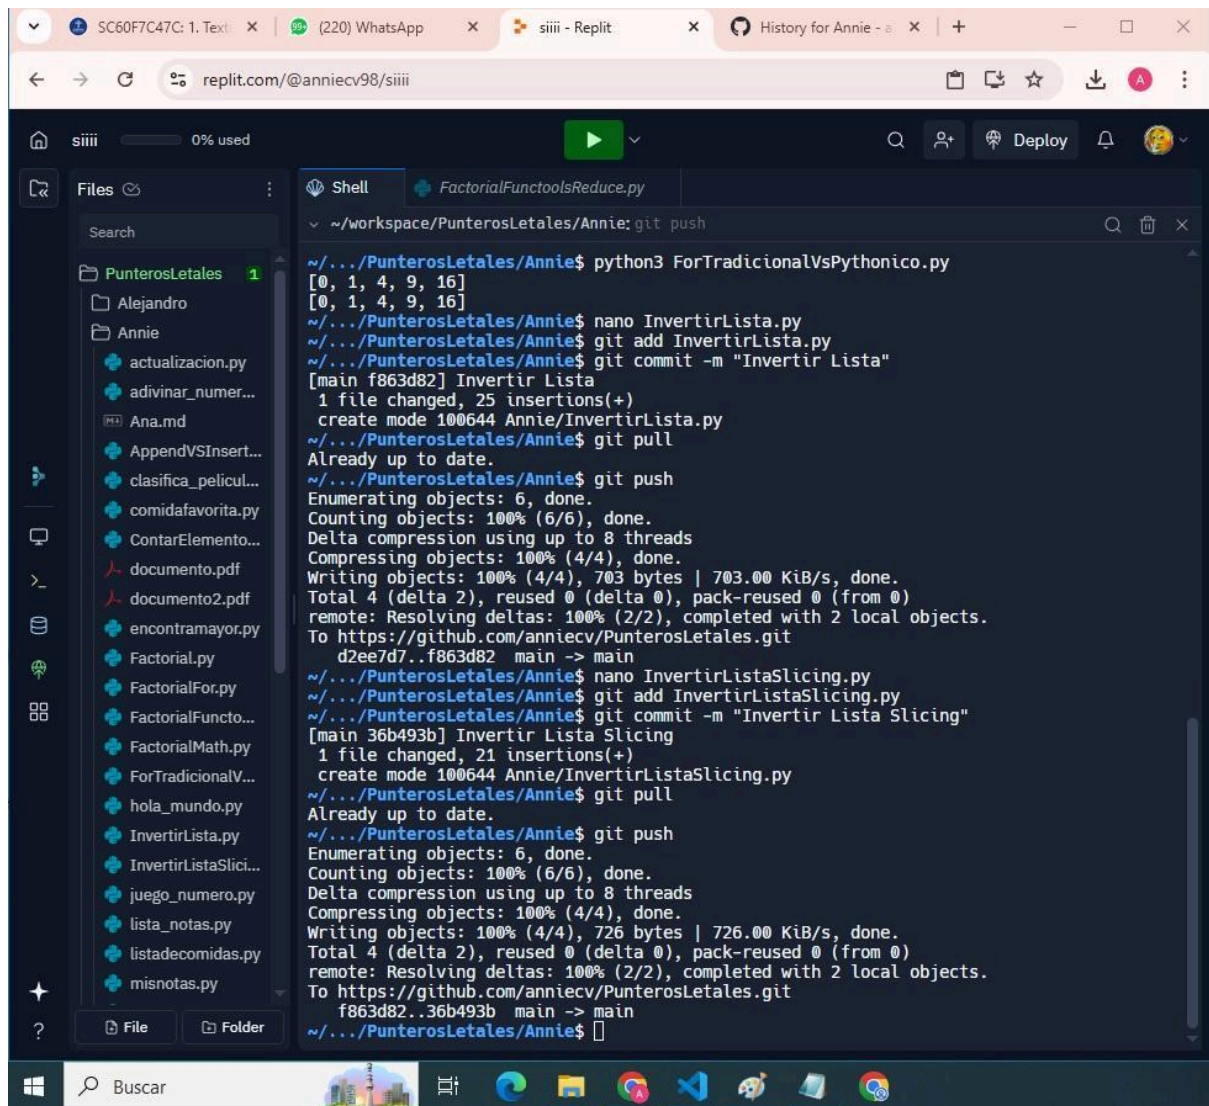 SC60F7C47C: 1. Text
99+
(220) WhatsApp
siiii - Replit
History for Annie - a
replit.com/@anniecv98/siiii
A
siiii
0% used
Deploy
Files
Shell
FactorialFunctoolsReduce.py
Search
~/workspace/PunterosLetales/Annie: git push
PunterosLetales 1
Alejandro
Annie
actualizacion.py
adivinar_numer...
Ana.md
AppendVSInsert...
clasifica_pelicul...
comidafavorita.py
ContarElemento...
documento.pdf
documento2.pdf
encontramayor.py
Factorial.py
FactorialFor.py
FactorialFuncto...
FactorialMath.py
ForTradicionalV...
hola_mundo.py
InvertirLista.py
InvertirListaSlici...
juego_numero.py
lista_notas.py
listadecomidas.py
misnotas.py
File
Folder
~/.../PunterosLetales/Annie$ python3 ForTradicionalVsPythonico.py
[0, 1, 4, 9, 16]
[0, 1, 4, 9, 16]
~/.../PunterosLetales/Annie$ nano InvertirLista.py
~/.../PunterosLetales/Annie$ git add InvertirLista.py
~/.../PunterosLetales/Annie$ git commit -m "Invertir Lista"
[main f863d82] Invertir Lista
1 file changed, 25 insertions(+)
create mode 100644 Annie/InvertirLista.py
~/.../PunterosLetales/Annie$ git pull
Already up to date.
~/.../PunterosLetales/Annie$ git push
Enumerating objects: 6, done.
Counting objects: 100% (6/6), done.
Delta compression using up to 8 threads
Compressing objects: 100% (4/4), done.
Writing objects: 100% (4/4), 703 bytes | 703.00 KiB/s, done.
Total 4 (delta 2), reused 0 (delta 0), pack-reused 0 (from 0)
remote: Resolving deltas: 100% (2/2), completed with 2 local objects.
To https://github.com/anniecv/PunterosLetales.git
d2ee7d7..f863d82 main -> main
~/.../PunterosLetales/Annie$ nano InvertirListaSlicing.py
~/.../PunterosLetales/Annie$ git add InvertirListaSlicing.py
~/.../PunterosLetales/Annie$ git commit -m "Invertir Lista Slicing"
[main 36b493b] Invertir Lista Slicing
1 file changed, 21 insertions(+)
create mode 100644 Annie/InvertirListaSlicing.py
~/.../PunterosLetales/Annie$ git pull
Already up to date.
~/.../PunterosLetales/Annie$ git push
Enumerating objects: 6, done.
Counting objects: 100% (6/6), done.
Delta compression using up to 8 threads
Compressing objects: 100% (4/4), done.
Writing objects: 100% (4/4), 726 bytes | 726.00 KiB/s, done.
Total 4 (delta 2), reused 0 (delta 0), pack-reused 0 (from 0)
remote: Resolving deltas: 100% (2/2), completed with 2 local objects.
To https://github.com/anniecv/PunterosLetales.git
f863d82..36b493b main -> main
~/.../PunterosLetales/Annie$
Buscar